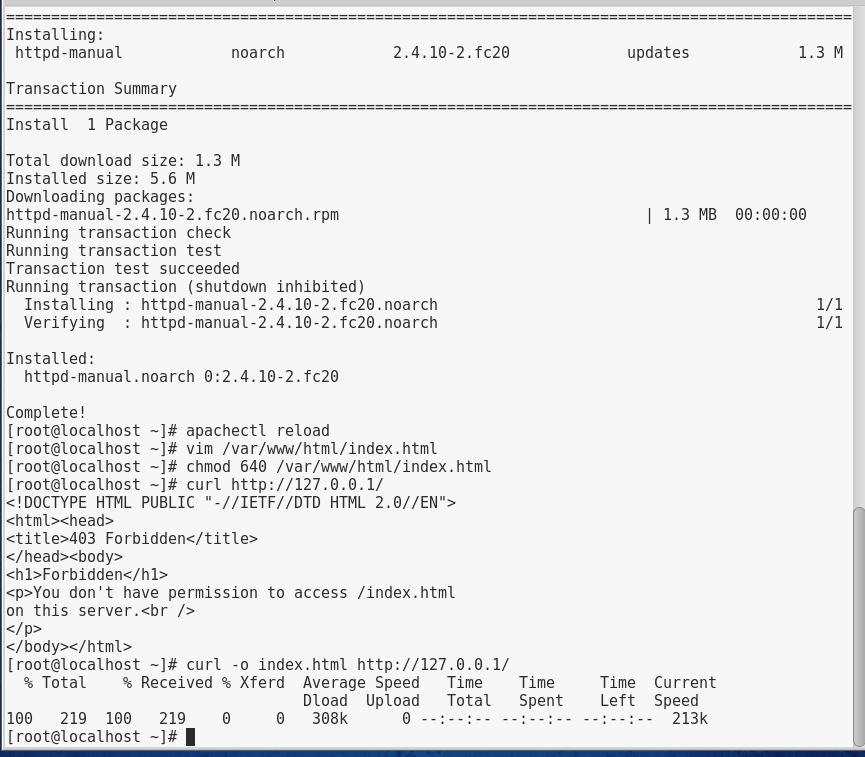 ================================================================================
Installing:
 httpd-manual            noarch            2.4.10-2.fc20             updates            1.3 M

Transaction Summary
================================================================================
Install  1 Package

Total download size: 1.3 M
Installed size: 5.6 M
Downloading packages:
httpd-manual-2.4.10-2.fc20.noarch.rpm                                  | 1.3 MB  00:00:00
Running transaction check
Running transaction test
Transaction test succeeded
Running transaction (shutdown inhibited)
  Installing : httpd-manual-2.4.10-2.fc20.noarch                                          1/1
  Verifying  : httpd-manual-2.4.10-2.fc20.noarch                                          1/1

Installed:
  httpd-manual.noarch 0:2.4.10-2.fc20

Complete!
[root@localhost ~]# apachectl reload
[root@localhost ~]# vim /var/www/html/index.html
[root@localhost ~]# chmod 640 /var/www/html/index.html
[root@localhost ~]# curl http://127.0.0.1/
<!DOCTYPE HTML PUBLIC "-//IETF//DTD HTML 2.0//EN">
<html><head>
<title>403 Forbidden</title>
</head><body>
<h1>Forbidden</h1>
<p>You don't have permission to access /index.html
on this server.<br />
</p>
</body></html>
[root@localhost ~]# curl -o index.html http://127.0.0.1/
  % Total    % Received % Xferd  Average Speed   Time    Time     Time  Current
                                 Dload  Upload   Total   Spent    Left  Speed
100   219  100   219    0     0   308k      0 --:--:-- --:--:-- --:--:--  213k
[root@localhost ~]#